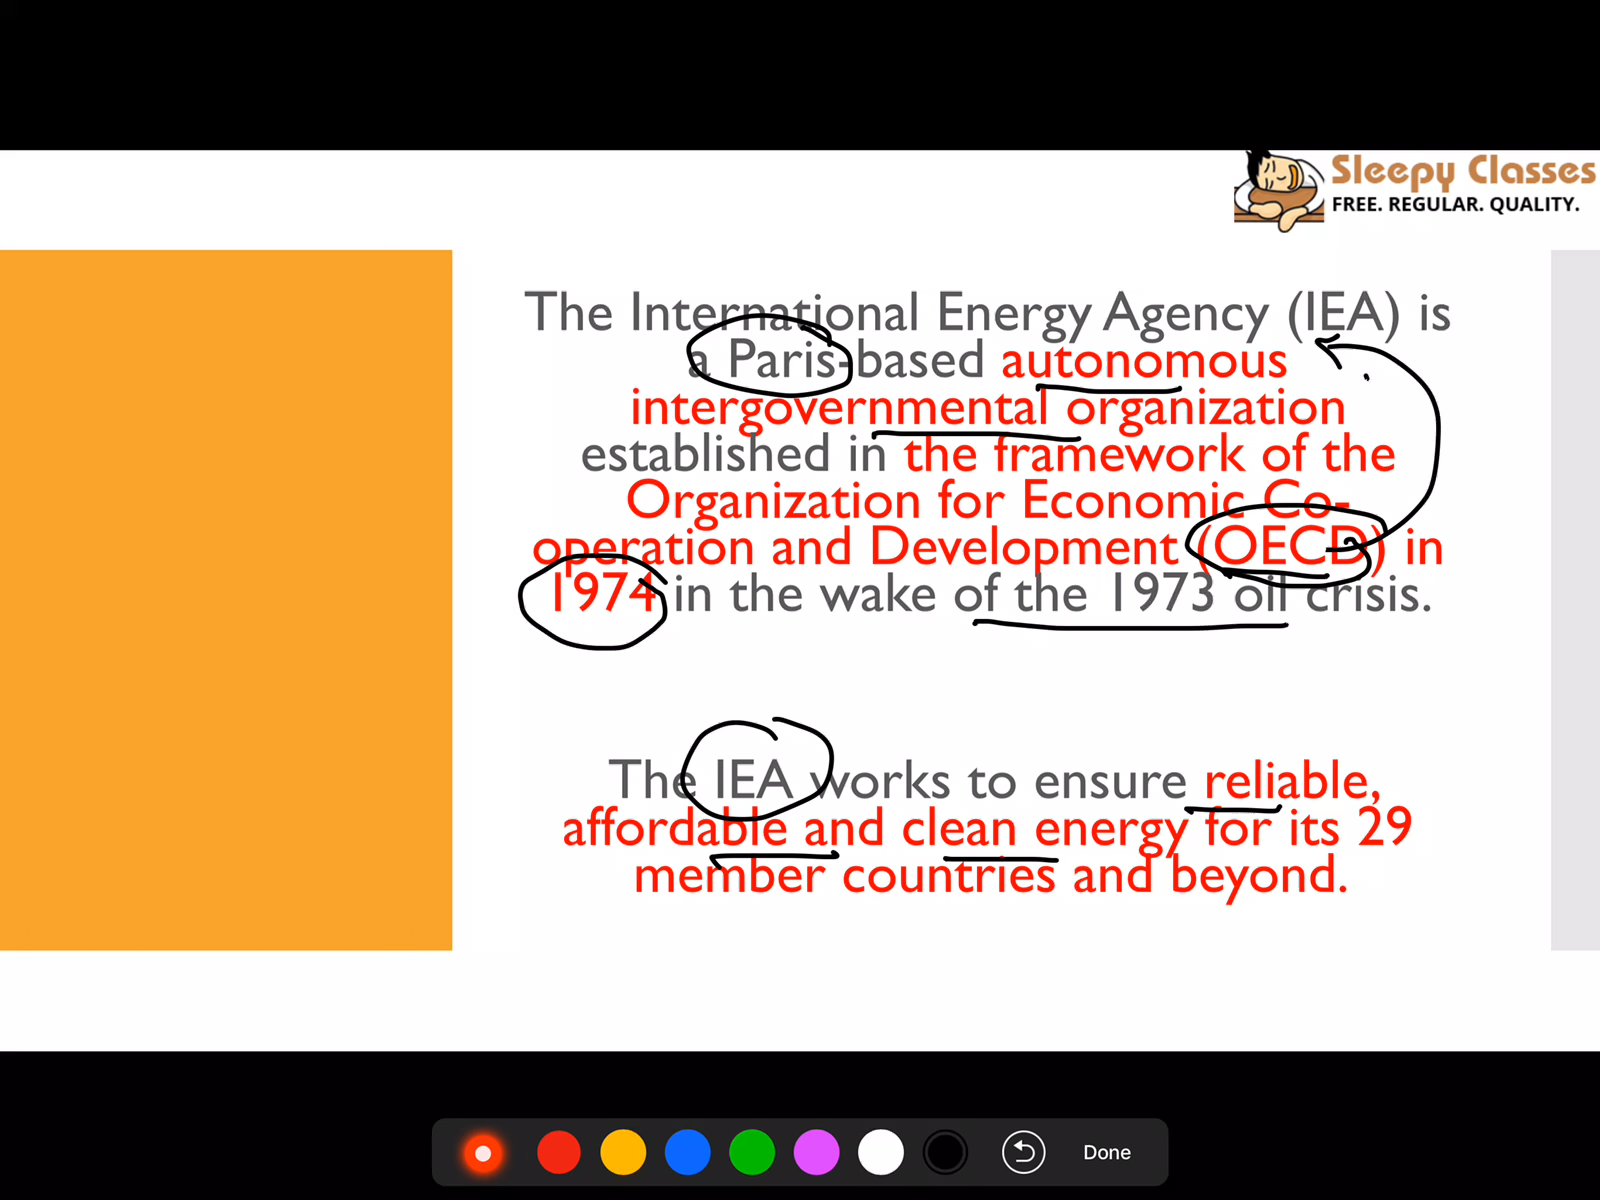 Sleepy Classes
FREE. REGULAR. QUALITY.
The International Energy Agency (IEA) is
a Paris-based autonomous
intergovernmental organization
established in the framework of the
Organization for Economic Co-
operation and Development (OECD) in
1974 in the wake of the 1973 oil crisis.
The IEA works to ensure reliable,
affordable and clean energy for its 29
member countries and beyond.
Done